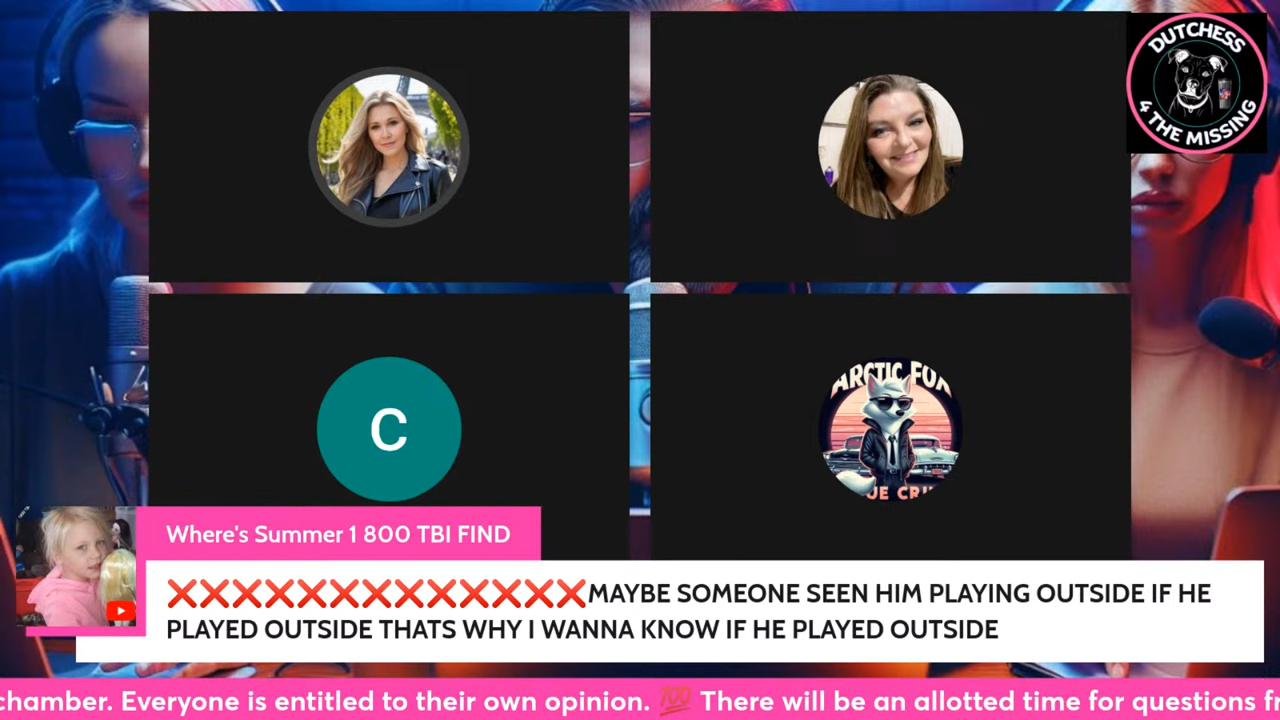 DUTCHESS
4 THE MISSING
C
ARCTIC FOX
UE CRI
Where's Summer 1 800 TBI FIND
❌❌❌❌❌❌❌❌❌❌❌❌❌MAYBE SOMEONE SEEN HIM PLAYING OUTSIDE IF HE
PLAYED OUTSIDE THATS WHY I WANNA KNOW IF HE PLAYED OUTSIDE
chamber. Everyone is entitled to their own opinion. 💯 There will be an allotted time for questions fr